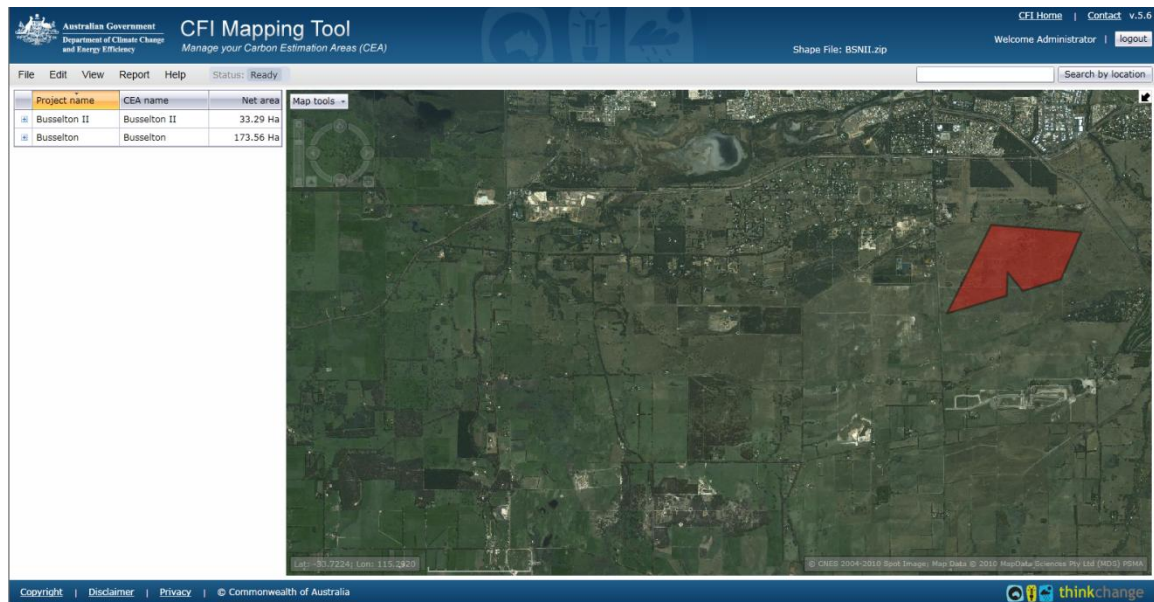 Australian Government
Department of Climate Change
and Energy Efficiency
CFI Mapping Tool
Manage your Carbon Estimation Areas (CEA)
Shape File: BSNII.zip
CFI Home | Contact v.5.6
Welcome Administrator | logout
File Edit View Report Help Status: Ready
Search by location
Project name CEA name Net area
Busselton II Busselton II 33.29 Ha
Busselton Busselton 173.56 Ha
Map tools
© CNES 2004-2010 Spot Image; Map Data © 2010 MapData Sciences Pty Ltd (MDS) PSMA
Copyright | Disclaimer | Privacy | © Commonwealth of Australia
thinkchange